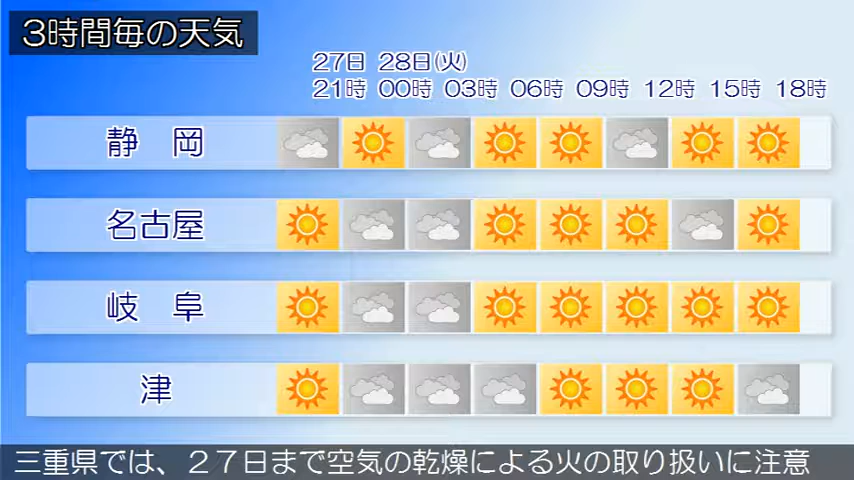 3時間毎の天気
27日 28日(火)
21時 00時 03時 06時 09時 12時 15時 18時
静　岡
名古屋
岐　阜
津
三重県では、２７日まで空気の乾燥による火の取り扱いに注意